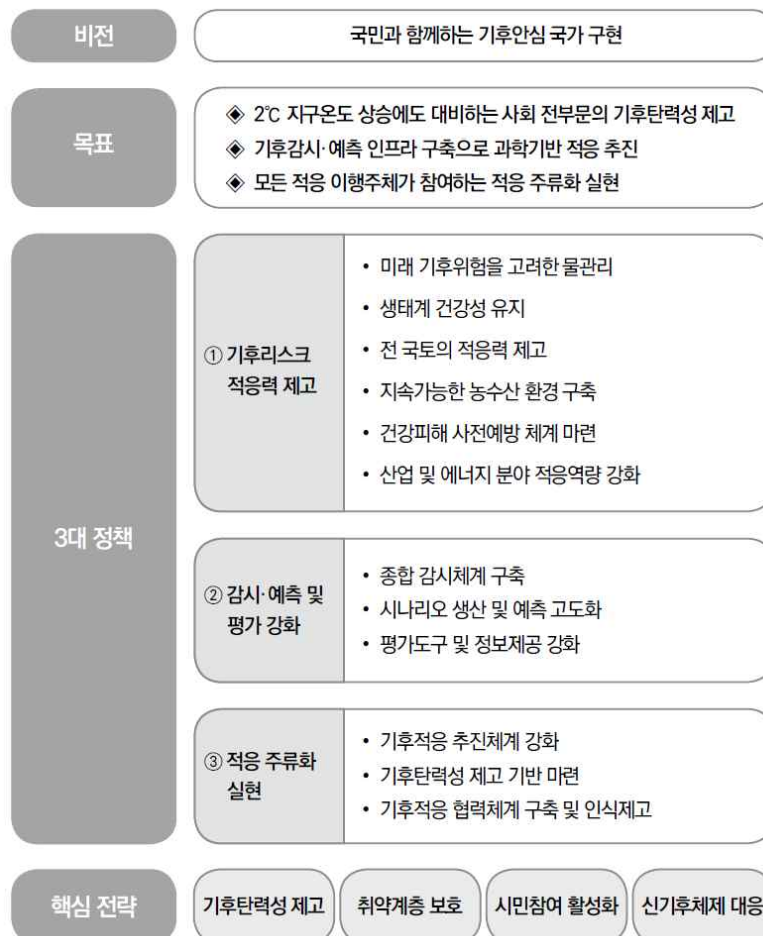 비전
국민과 함께하는 기후안심 국가 구현
목표
◈ 2℃ 지구온도 상승에도 대비하는 사회 전부문의 기후탄력성 제고
◈ 기후감시·예측 인프라 구축으로 과학기반 적응 추진
◈ 모든 적응 이행주체가 참여하는 적응 주류화 실현
3대 정책
① 기후리스크
적응력 제고
• 미래 기후위험을 고려한 물관리
• 생태계 건강성 유지
• 전 국토의 적응력 제고
• 지속가능한 농수산 환경 구축
• 건강피해 사전예방 체계 마련
• 산업 및 에너지 분야 적응역량 강화
② 감시·예측 및
평가 강화
• 종합 감시체계 구축
• 시나리오 생산 및 예측 고도화
• 평가도구 및 정보제공 강화
③ 적응 주류화
실현
• 기후적응 추진체계 강화
• 기후탄력성 제고 기반 마련
• 기후적응 협력체계 구축 및 인식제고
핵심 전략
기후탄력성 제고
취약계층 보호
시민참여 활성화
신기후체제 대응